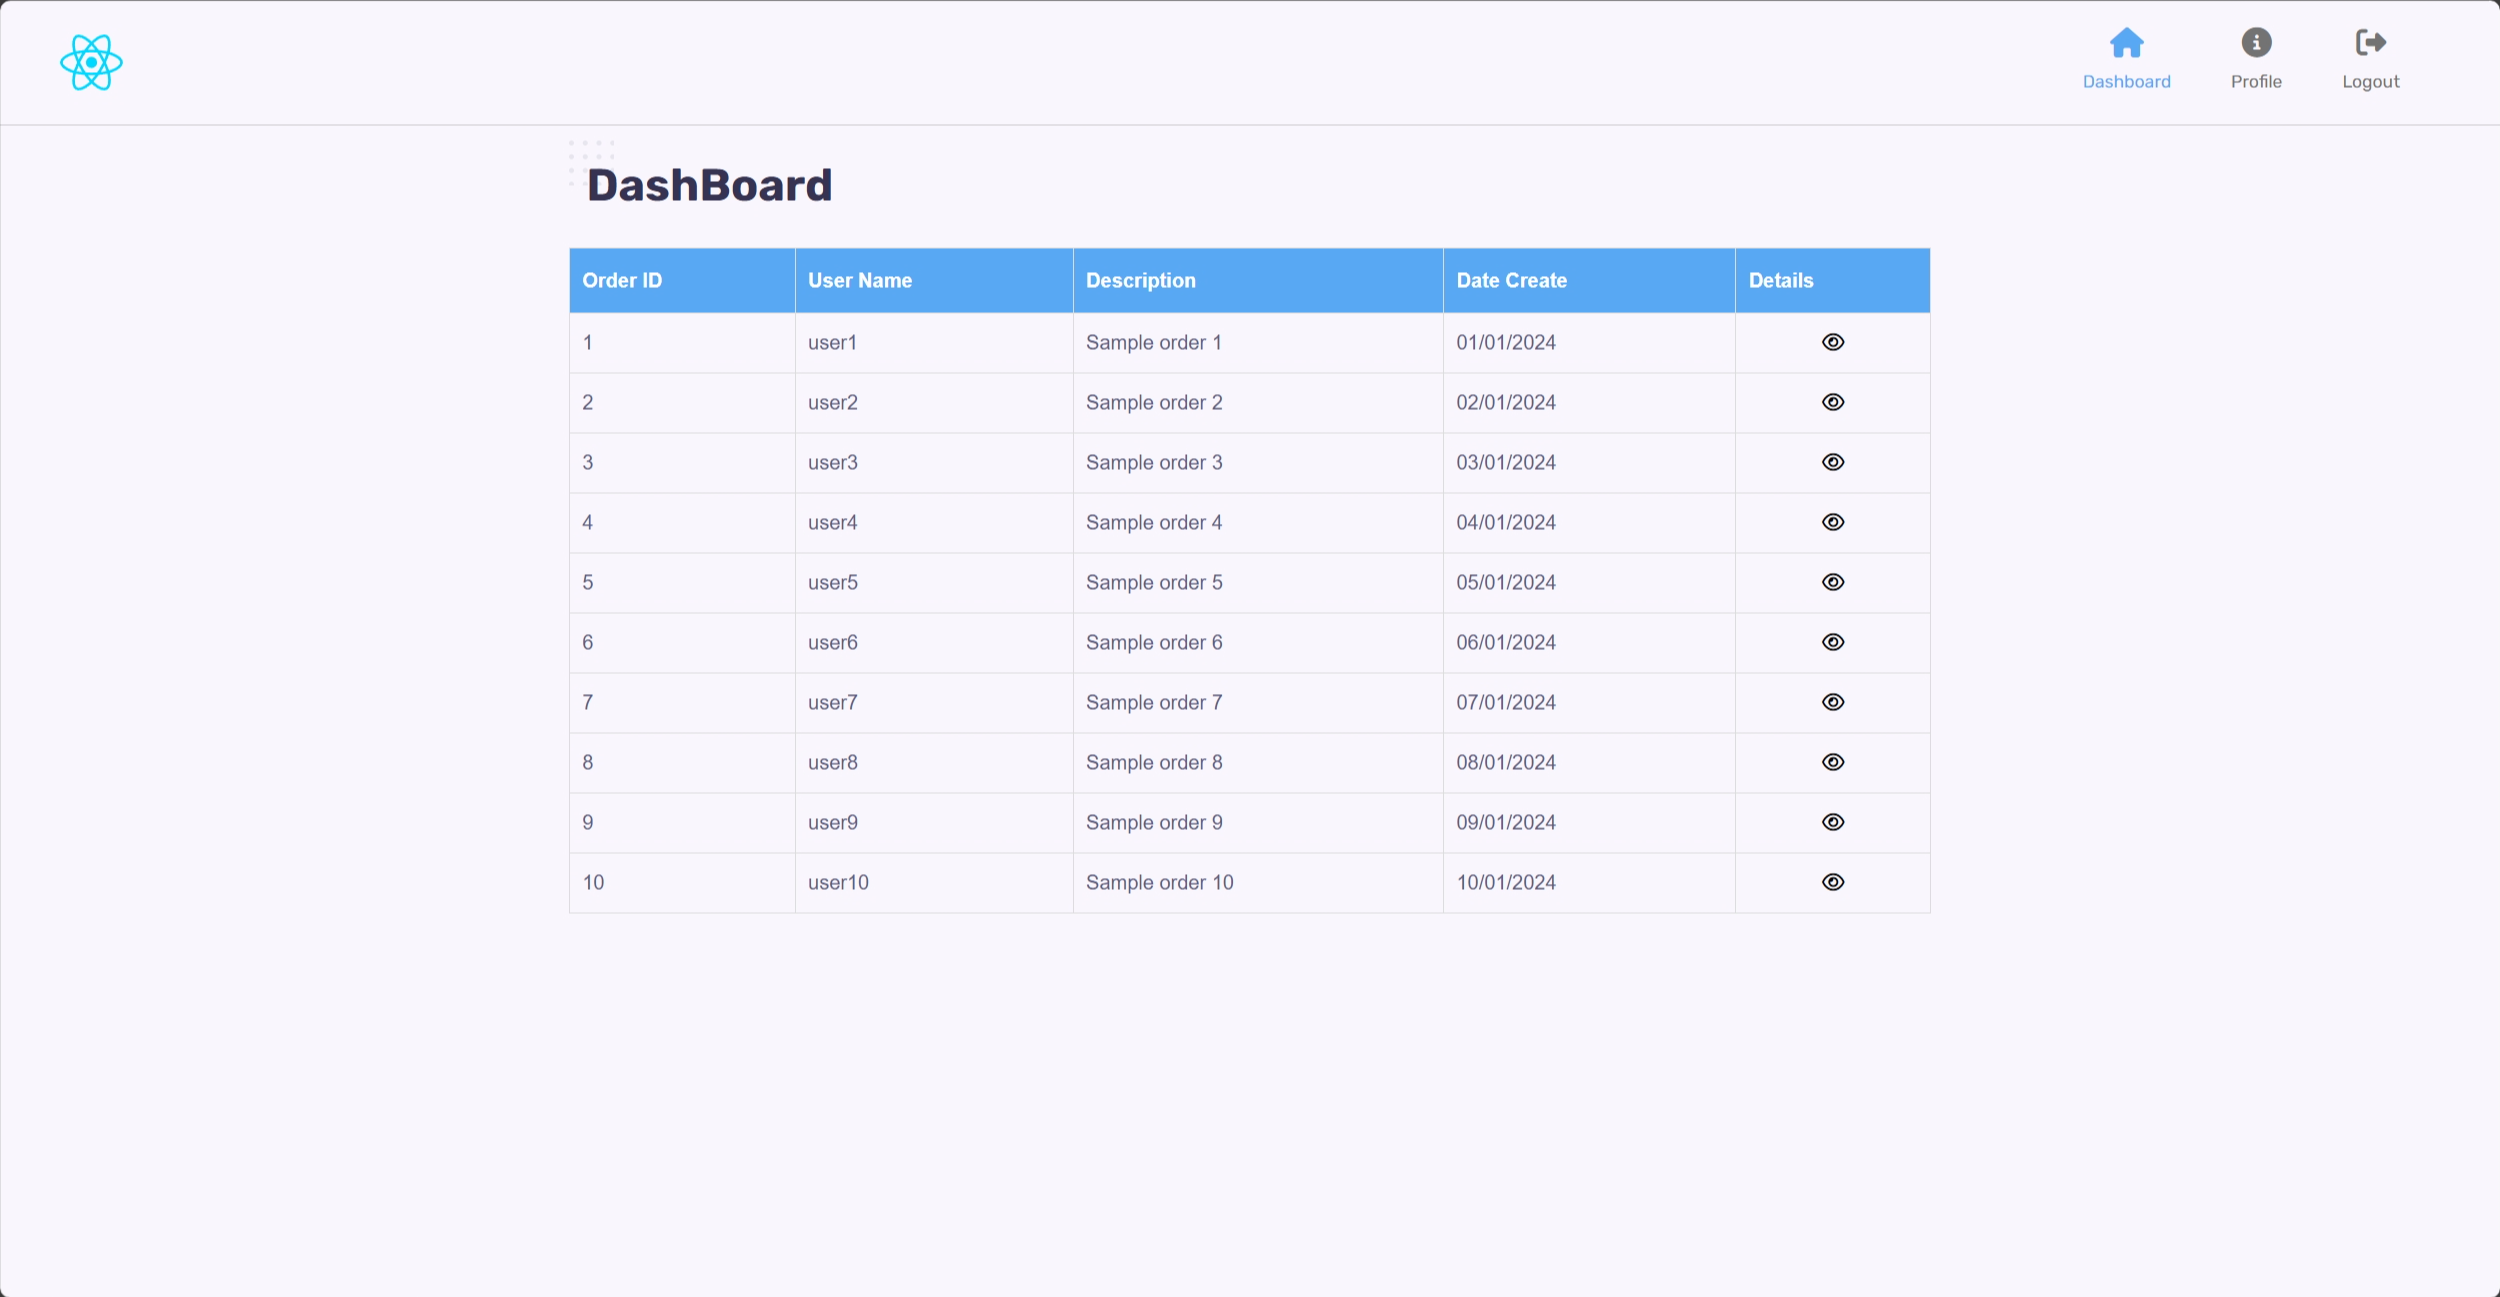 Dashboard Profile Logout
DashBoard
Order ID User Name Description Date Create Details
1 user1 Sample order 1 01/01/2024
2 user2 Sample order 2 02/01/2024
3 user3 Sample order 3 03/01/2024
4 user4 Sample order 4 04/01/2024
5 user5 Sample order 5 05/01/2024
6 user6 Sample order 6 06/01/2024
7 user7 Sample order 7 07/01/2024
8 user8 Sample order 8 08/01/2024
9 user9 Sample order 9 09/01/2024
10 user10 Sample order 10 10/01/2024